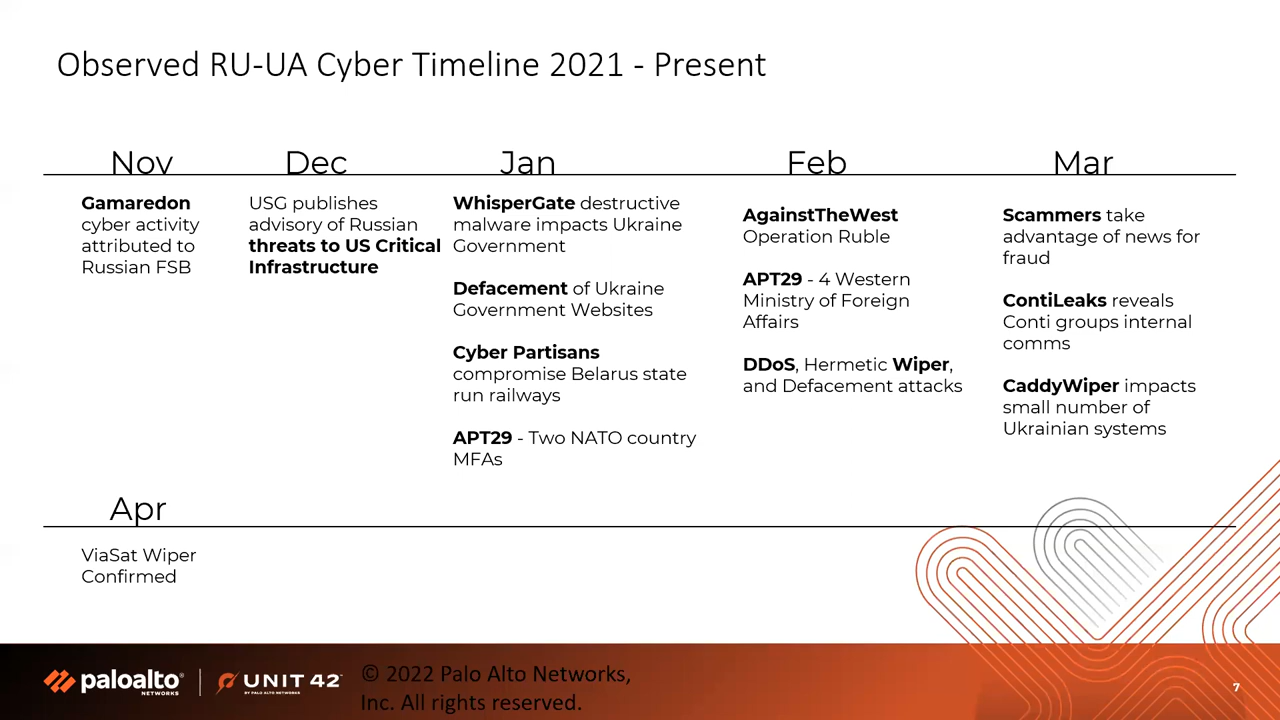 Observed RU-UA Cyber Timeline 2021 - Present
Nov
Gamaredon
cyber activity
attributed to
Russian FSB
Dec
USG publishes
advisory of Russian
threats to US Critical
Infrastructure
Jan
WhisperGate destructive
malware impacts Ukraine
Government
Defacement of Ukraine
Government Websites
Cyber Partisans
compromise Belarus state
run railways
APT29 - Two NATO country
MFAs
Feb
AgainstTheWest
Operation Ruble
APT29 - 4 Western
Ministry of Foreign
Affairs
DDoS, Hermetic Wiper,
and Defacement attacks
Mar
Scammers take
advantage of news for
fraud
ContiLeaks reveals
Conti groups internal
comms
CaddyWiper impacts
small number of
Ukrainian systems
Apr
ViaSat Wiper
Confirmed
paloalto®
NETWORKS
UNIT 42
BY PALO ALTO NETWORKS
© 2022 Palo Alto Networks,
Inc. All rights reserved.
7